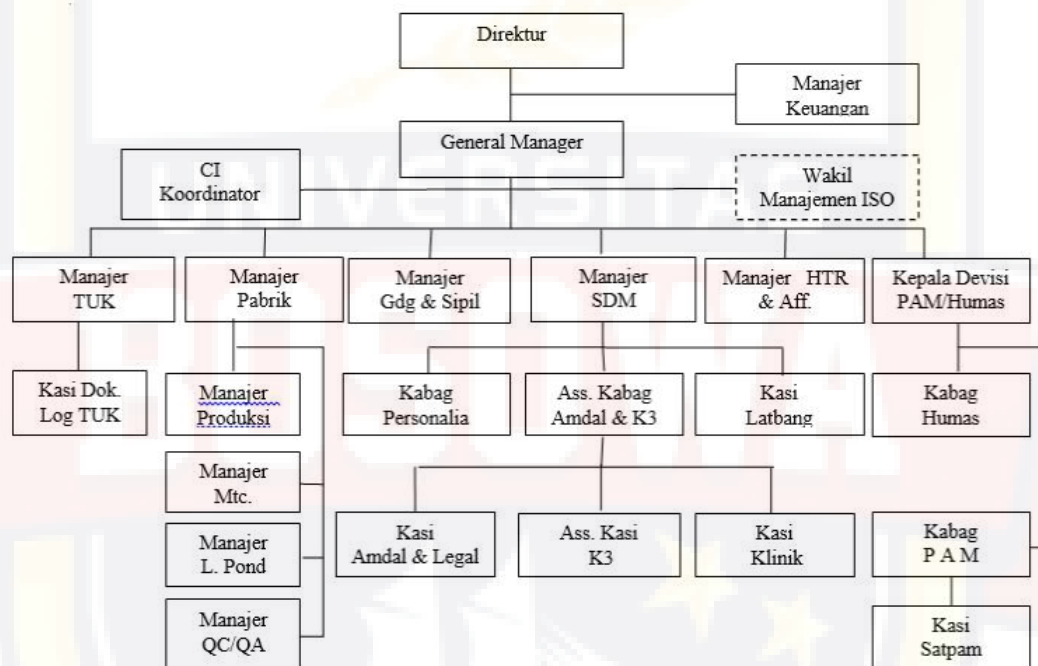 Direktur
Manajer
Keuangan
General Manager
CI
Koordinator
Wakil
Manajemen ISO
Manajer
TUK
Manajer
Pabrik
Manajer
Gdg & Sipil
Manajer
SDM
Manajer HTR
& Aff.
Kepala Devisi
PAM/Humas
Kasi Dok.
Log TUK
Manajer
Produksi
Kabag
Personalia
Ass. Kabag
Amdal & K3
Kasi
Latbang
Kabag
Humas
Manajer
Mtc.
Manajer
L. Pond
Kasi
Amdal & Legal
Ass. Kasi
K3
Kasi
Klinik
Kabag
P A M
Manajer
QC/QA
Kasi
Satpam
UNIVERSITAS
BOSOWA